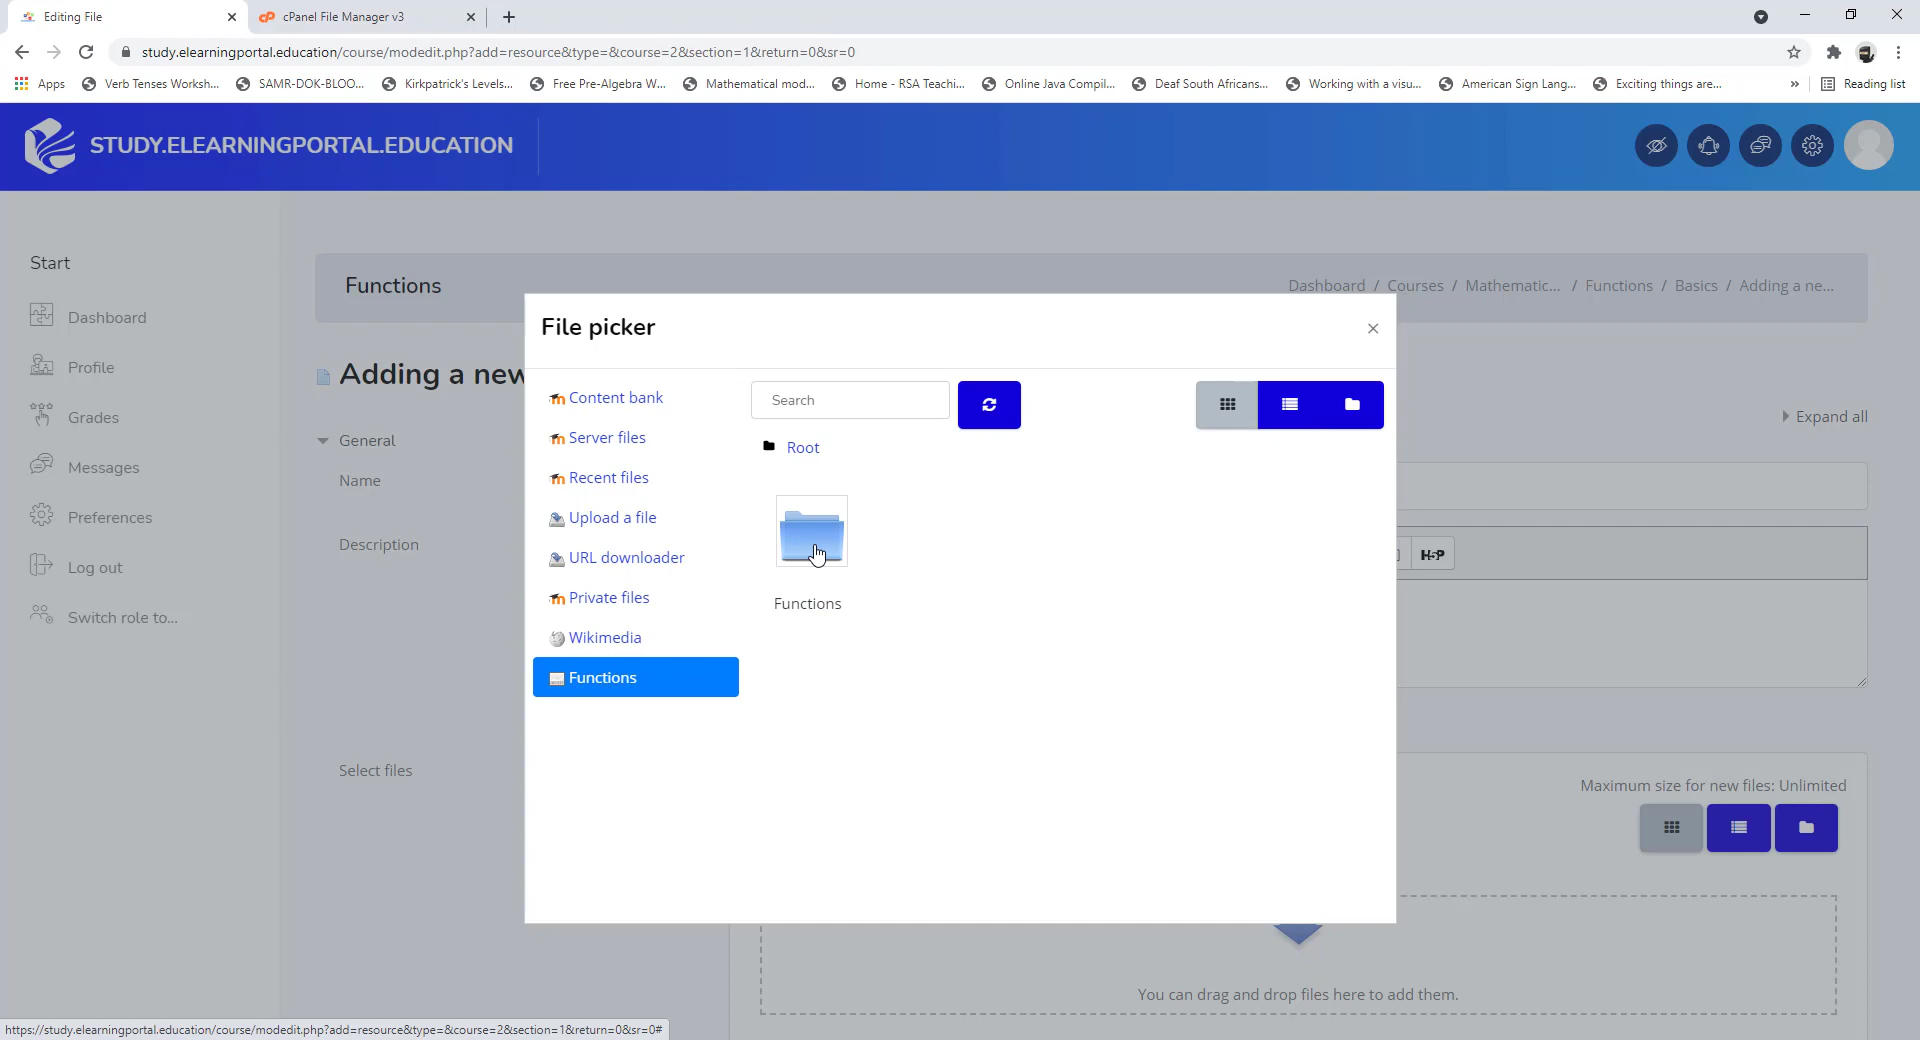 Editing File
cPanel File Manager v3
study.elearningportal.education/course/modedit.php?add=resource&type=&course=2&section=1&return=0&sr=0
Apps
Verb Tenses Worksh...
SAMR-DOK-BLOO...
Kirkpatrick's Levels...
Free Pre-Algebra W...
Mathematical mod...
Home - RSA Teachi...
Online Java Compil...
Deaf South Africans...
Working with a visu...
American Sign Lang...
Exciting things are...
»
Reading list
STUDY.ELEARNINGPORTAL.EDUCATION
Start
Dashboard
Profile
Grades
Messages
Preferences
Log out
Switch role to...
Functions
Dashboard / Courses / Mathematic... / Functions / Basics / Adding a ne...
Adding a new
Expand all
General
Name
Description
H5P
Select files
Maximum size for new files: Unlimited
You can drag and drop files here to add them.
File picker
Content bank
Server files
Recent files
Upload a file
URL downloader
Private files
Wikimedia
Functions
Search
Root
Functions
https://study.elearningportal.education/course/modedit.php?add=resource&type=&course=2&section=1&return=0&sr=0#